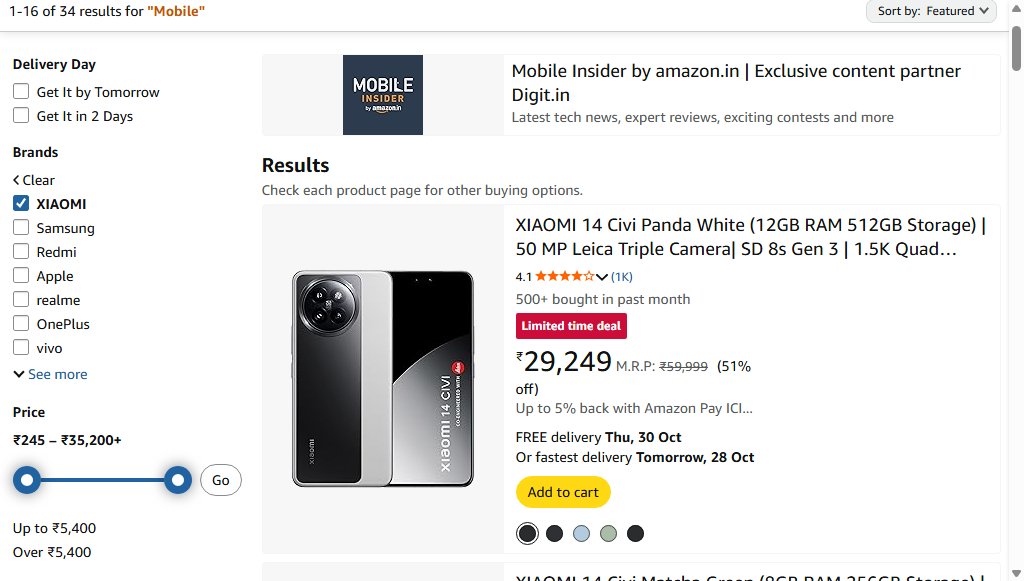 1-16 of 34 results for "Mobile"
Sort by: Featured
Delivery Day
Get It by Tomorrow
Get It in 2 Days
Brands
Clear
XIAOMI
Samsung
Redmi
Apple
realme
OnePlus
vivo
See more
Price
₹245 – ₹35,200+
Go
Up to ₹5,400
Over ₹5,400
MOBILE
INSIDER
by amazon.in
Mobile Insider by amazon.in | Exclusive content partner
Digit.in
Latest tech news, expert reviews, exciting contests and more
Results
Check each product page for other buying options.
xiaomi
xiaomi 14 CIVI
CO-ENGINEERED WITH
XIAOMI 14 Civi Panda White (12GB RAM 512GB Storage) |
50 MP Leica Triple Camera| SD 8s Gen 3 | 1.5K Quad…
4.1 (1K)
500+ bought in past month
Limited time deal
₹29,249 M.R.P: ₹59,999 (51%
off)
Up to 5% back with Amazon Pay ICI…
FREE delivery Thu, 30 Oct
Or fastest delivery Tomorrow, 28 Oct
Add to cart
XIAOMI 14 Civi Matcha Green (8GB RAM 256GB Storage) |